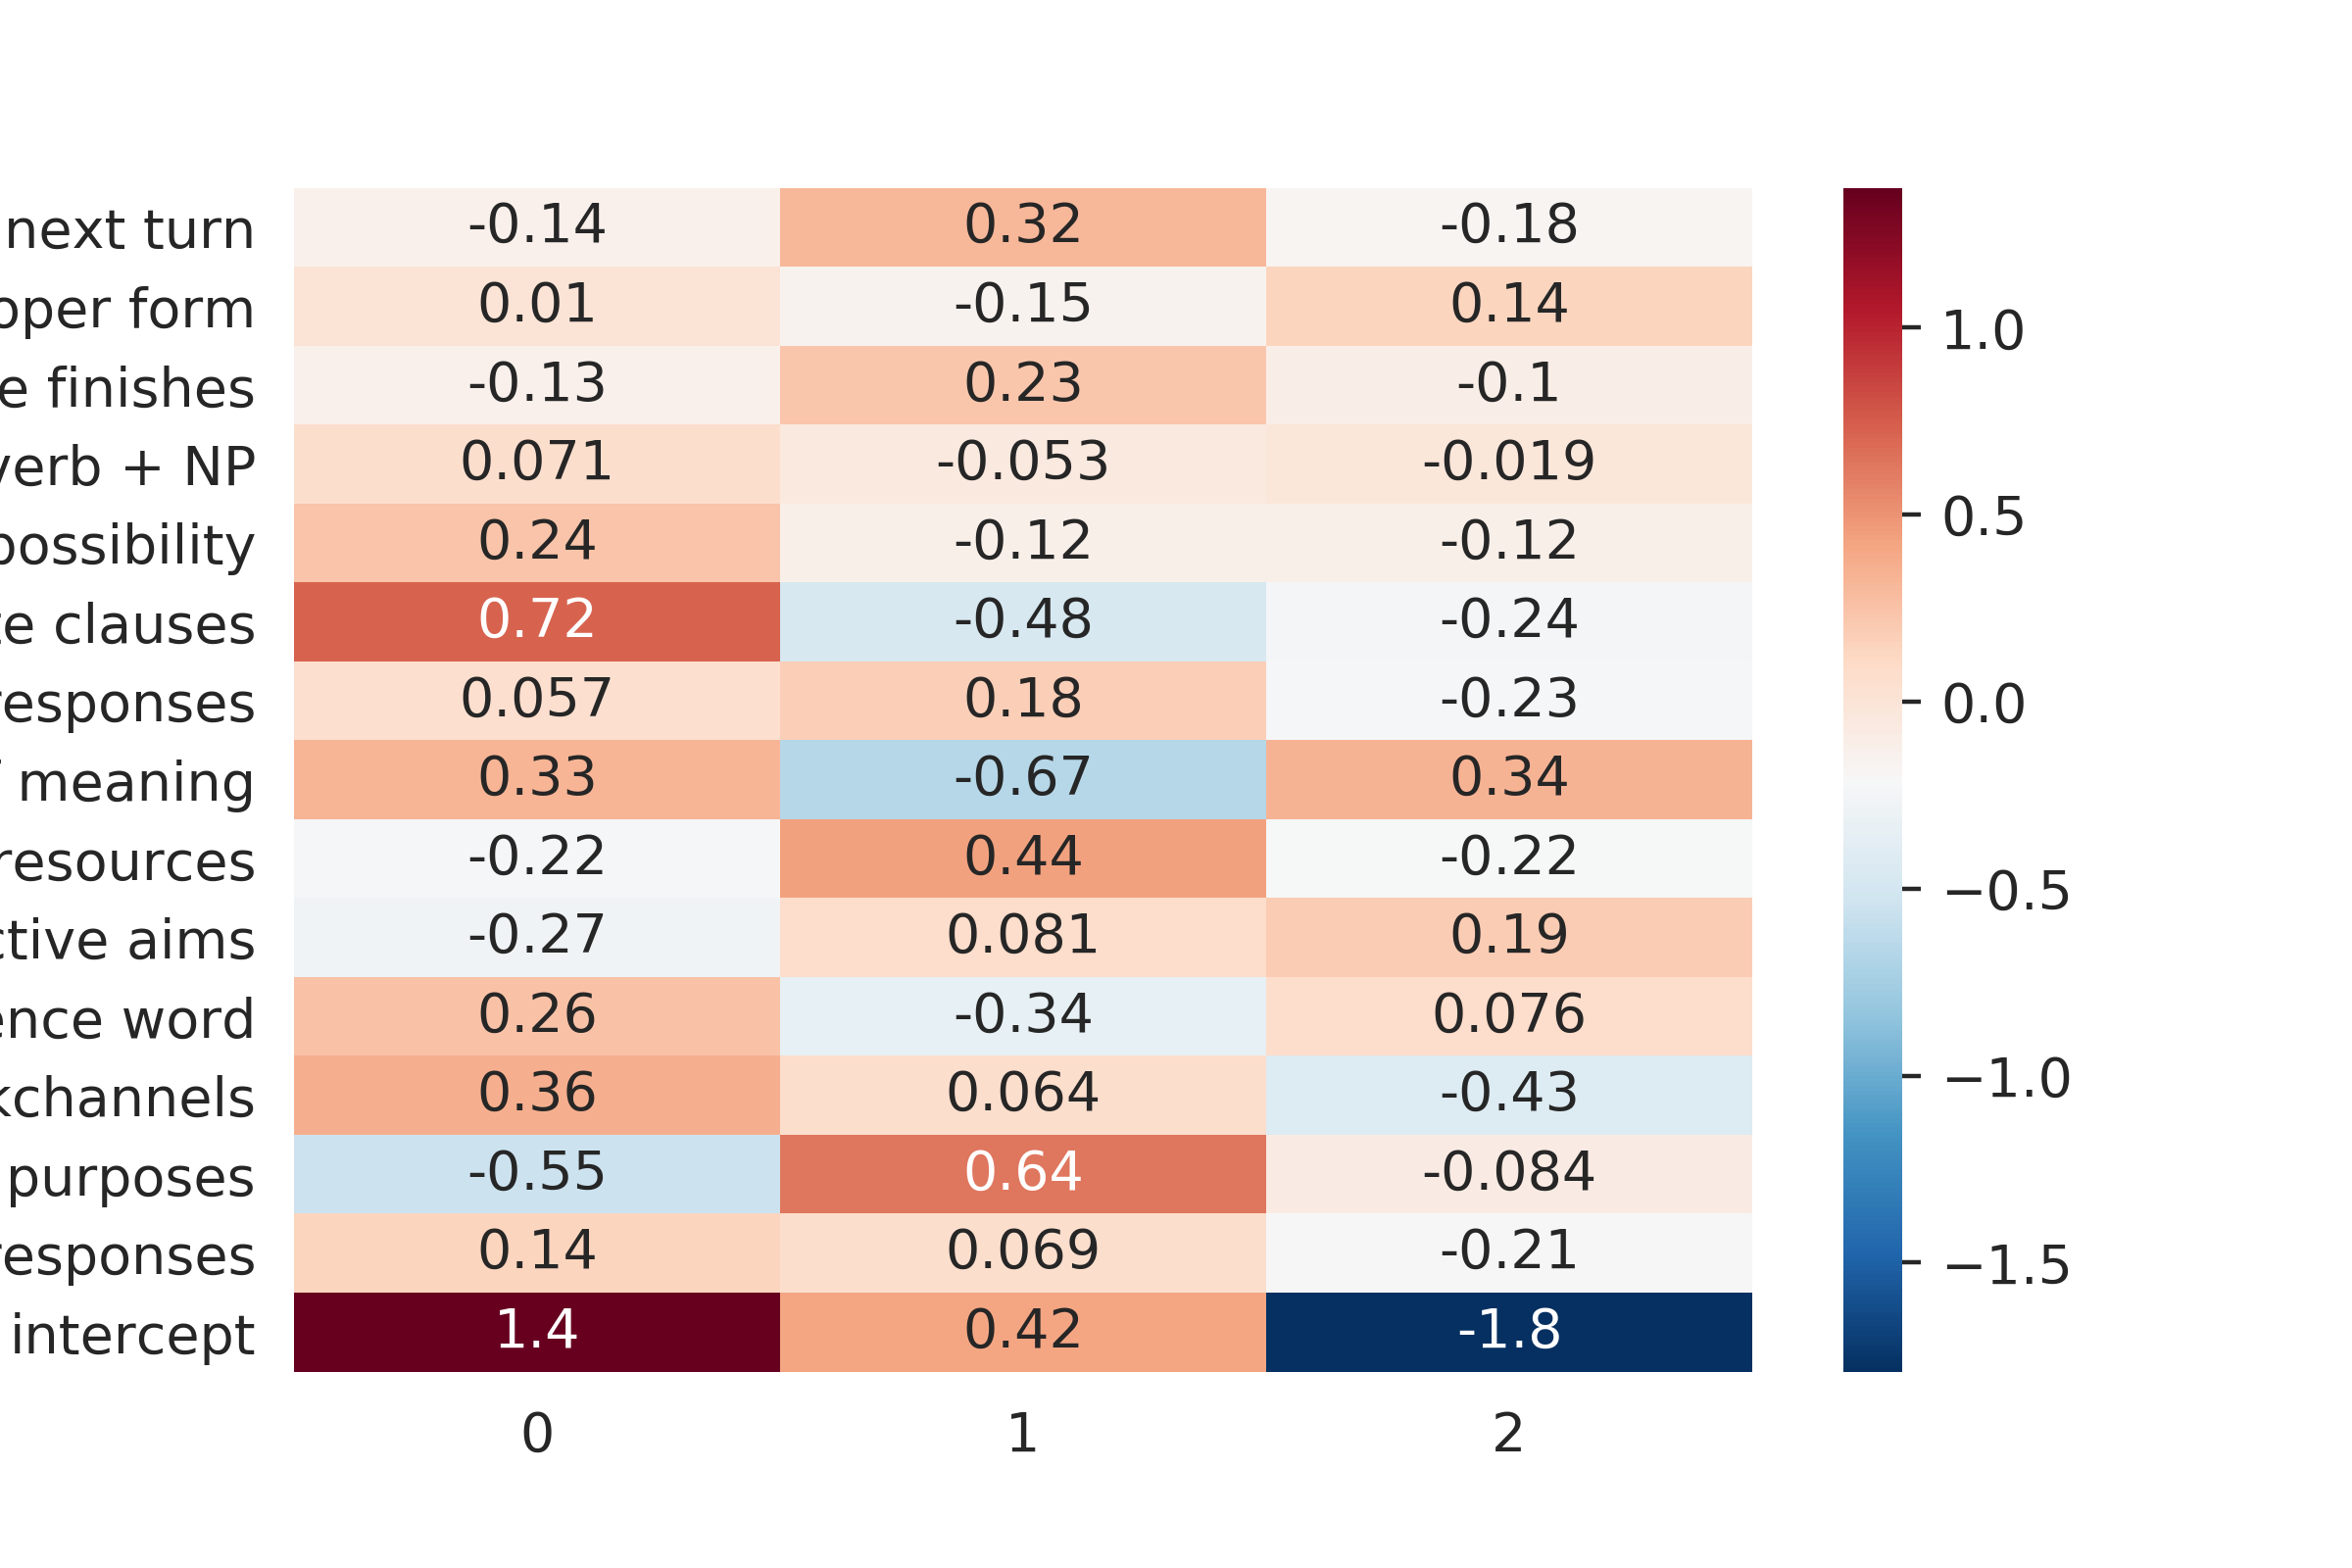 next turn -0.14 0.32 -0.18
form 0.01 -0.15 0.14 1.0
finishes -0.13 0.23 -0.1
verb + NP 0.071 -0.053 -0.019 0.5
possibility 0.24 -0.12 -0.12
clauses 0.72 -0.48 -0.24
responses 0.057 0.18 -0.23 0.0
meaning 0.33 -0.67 0.34
resources -0.22 0.44 -0.22 −0.5
aims -0.27 0.081 0.19
word 0.26 -0.34 0.076
0.36 0.064 -0.43 −1.0
purposes -0.55 0.64 -0.084
responses 0.14 0.069 -0.21 −1.5
intercept 1.4 0.42 -1.8
0 1 2